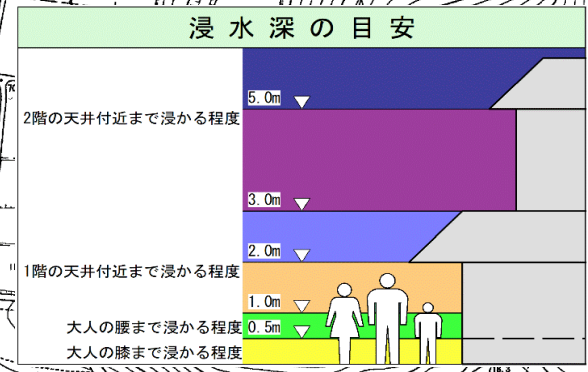 浸水深の目安
5.0m
2階の天井付近まで浸かる程度
3.0m
2.0m
1階の天井付近まで浸かる程度
1.0m
大人の腰まで浸かる程度
0.5m
大人の膝まで浸かる程度